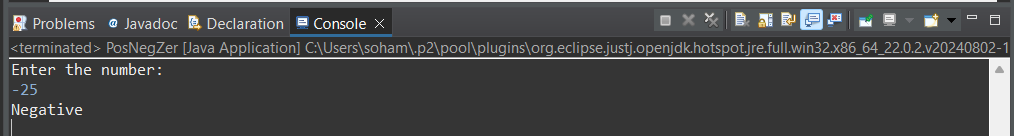 Problems @ Javadoc Declaration Console
<terminated> PosNegZer [Java Application] C:\Users\soham\.p2\pool\plugins\org.eclipse.justj.openjdk.hotspot.jre.full.win32.x86_64_22.0.2.v20240802-1
Enter the number:
-25
Negative